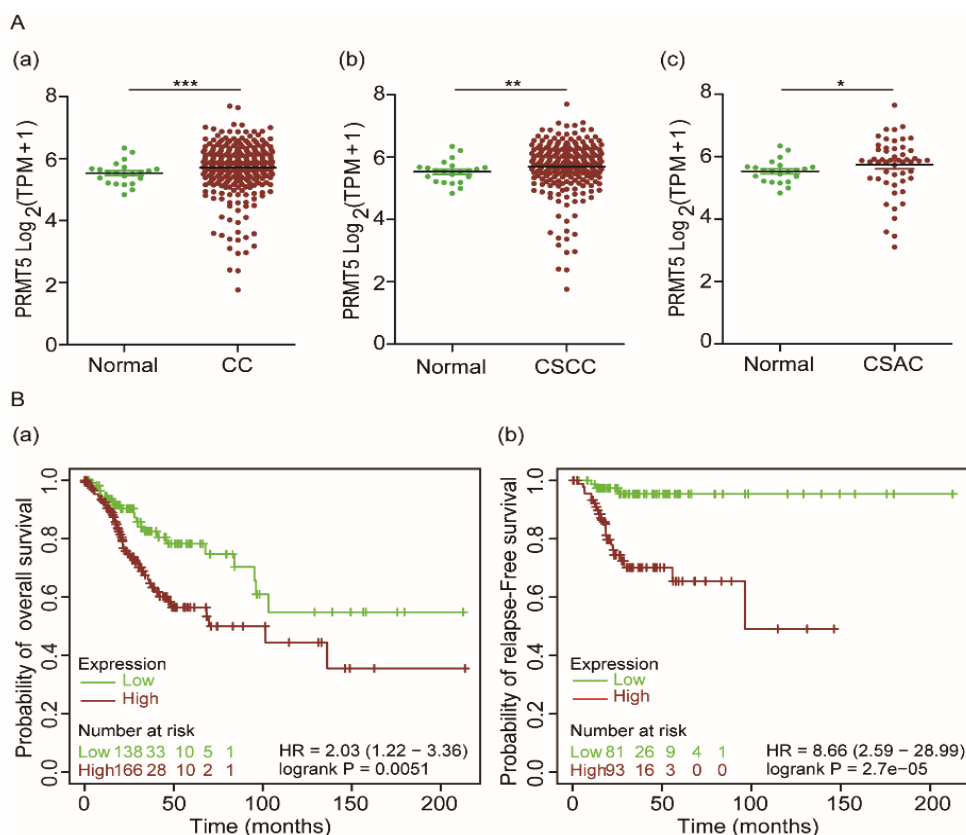 A
(a)
(b)
(c)
***
**
*
PRMT5 Log2(TPM+1)
8
6
4
2
0
Normal
CC
PRMT5 Log2(TPM+1)
8
6
4
2
0
Normal
CSCC
PRMT5 Log2(TPM+1)
8
6
4
2
0
Normal
CSAC
B
(a)
Probability of overall survival
1.0
0.8
0.6
0.4
0.2
0.0
Expression
Low
High
Number at risk
Low 138 33 10 5 1
High 166 28 10 2 1
HR = 2.03 (1.22 − 3.36)
logrank P = 0.0051
0 50 100 150 200
Time (months)
(b)
Probability of relapse-Free survival
1.0
0.8
0.6
0.4
0.2
0.0
Expression
Low
High
Number at risk
Low 81 26 9 4 1
High 93 16 3 0 0
HR = 8.66 (2.59 − 28.99)
logrank P = 2.7e−05
0 50 100 150 200
Time (months)